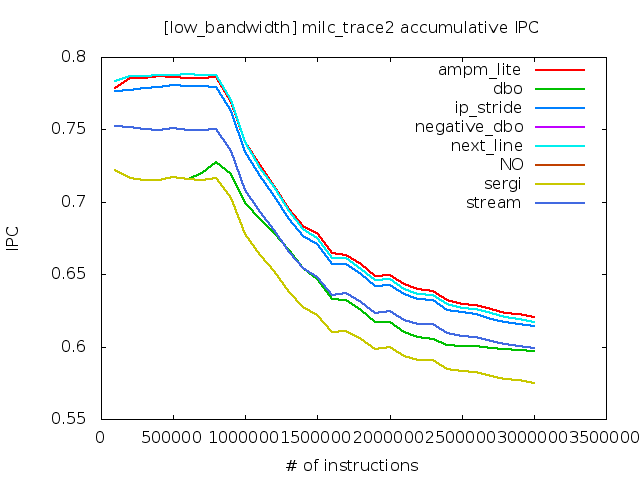 [low_bandwidth] milc_trace2 accumulative IPC
0.8
0.75
0.7
0.65
0.6
0.55
IPC
ampm_lite
dbo
ip_stride
negative_dbo
next_line
NO
sergi
stream
0 500000 1000000 1500000 2000000 2500000 3000000 3500000
# of instructions